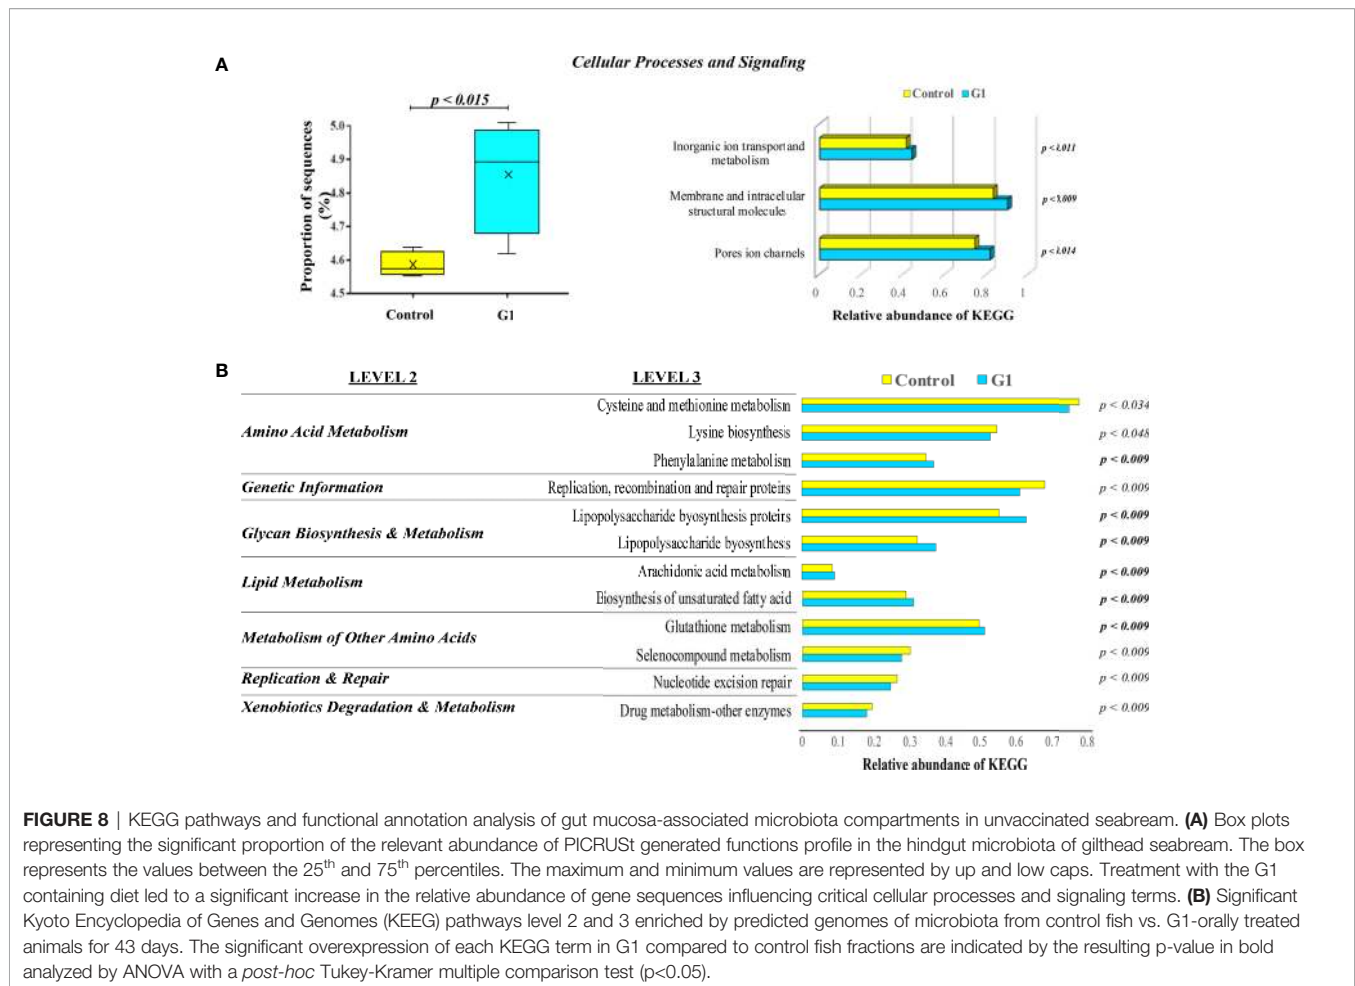 A
Cellular Processes and Signaling
p < 0.015
Proportion of sequences
(%)
5.0
4.9
4.8
4.7
4.6
4.5
Control
G1
Control G1
Inorganic ion transport and
metabolism
Membrane and intracelular
structural molecules
Pores ion channels
0 0.2 0.4 0.6 0.8 1
Relative abundance of KEGG
B
LEVEL 2 LEVEL 3 Control G1
Cysteine and methionine metabolism p < 0.034
Amino Acid Metabolism
Lysine biosynthesis p < 0.048
Phenylalanine metabolism p < 0.009
Genetic Information Replication, recombination and repair proteins p < 0.009
Lipopolysaccharide byosynthesis proteins p < 0.009
Glycan Biosynthesis & Metabolism
Lipopolysaccharide byosynthesis p < 0.009
Arachidonic acid metabolism p < 0.009
Lipid Metabolism
Biosynthesis of unsaturated fatty acid p < 0.009
Glutathione metabolism p < 0.009
Metabolism of Other Amino Acids
Selenocompound metabolism p < 0.009
Replication & Repair Nucleotide excision repair p < 0.009
Xenobiotics Degradation & Metabolism Drug metabolism-other enzymes p < 0.009
0 0.1 0.2 0.3 0.4 0.5 0.6 0.7 0.8
Relative abundance of KEGG
FIGURE 8 | KEGG pathways and functional annotation analysis of gut mucosa-associated microbiota compartments in unvaccinated seabream. (A) Box plots
representing the significant proportion of the relevant abundance of PICRUSt generated functions profile in the hindgut microbiota of gilthead seabream. The box
represents the values between the 25th and 75th percentiles. The maximum and minimum values are represented by up and low caps. Treatment with the G1
containing diet led to a significant increase in the relative abundance of gene sequences influencing critical cellular processes and signaling terms. (B) Significant
Kyoto Encyclopedia of Genes and Genomes (KEEG) pathways level 2 and 3 enriched by predicted genomes of microbiota from control fish vs. G1-orally treated
animals for 43 days. The significant overexpression of each KEGG term in G1 compared to control fish fractions are indicated by the resulting p-value in bold
analyzed by ANOVA with a post-hoc Tukey-Kramer multiple comparison test (p<0.05).